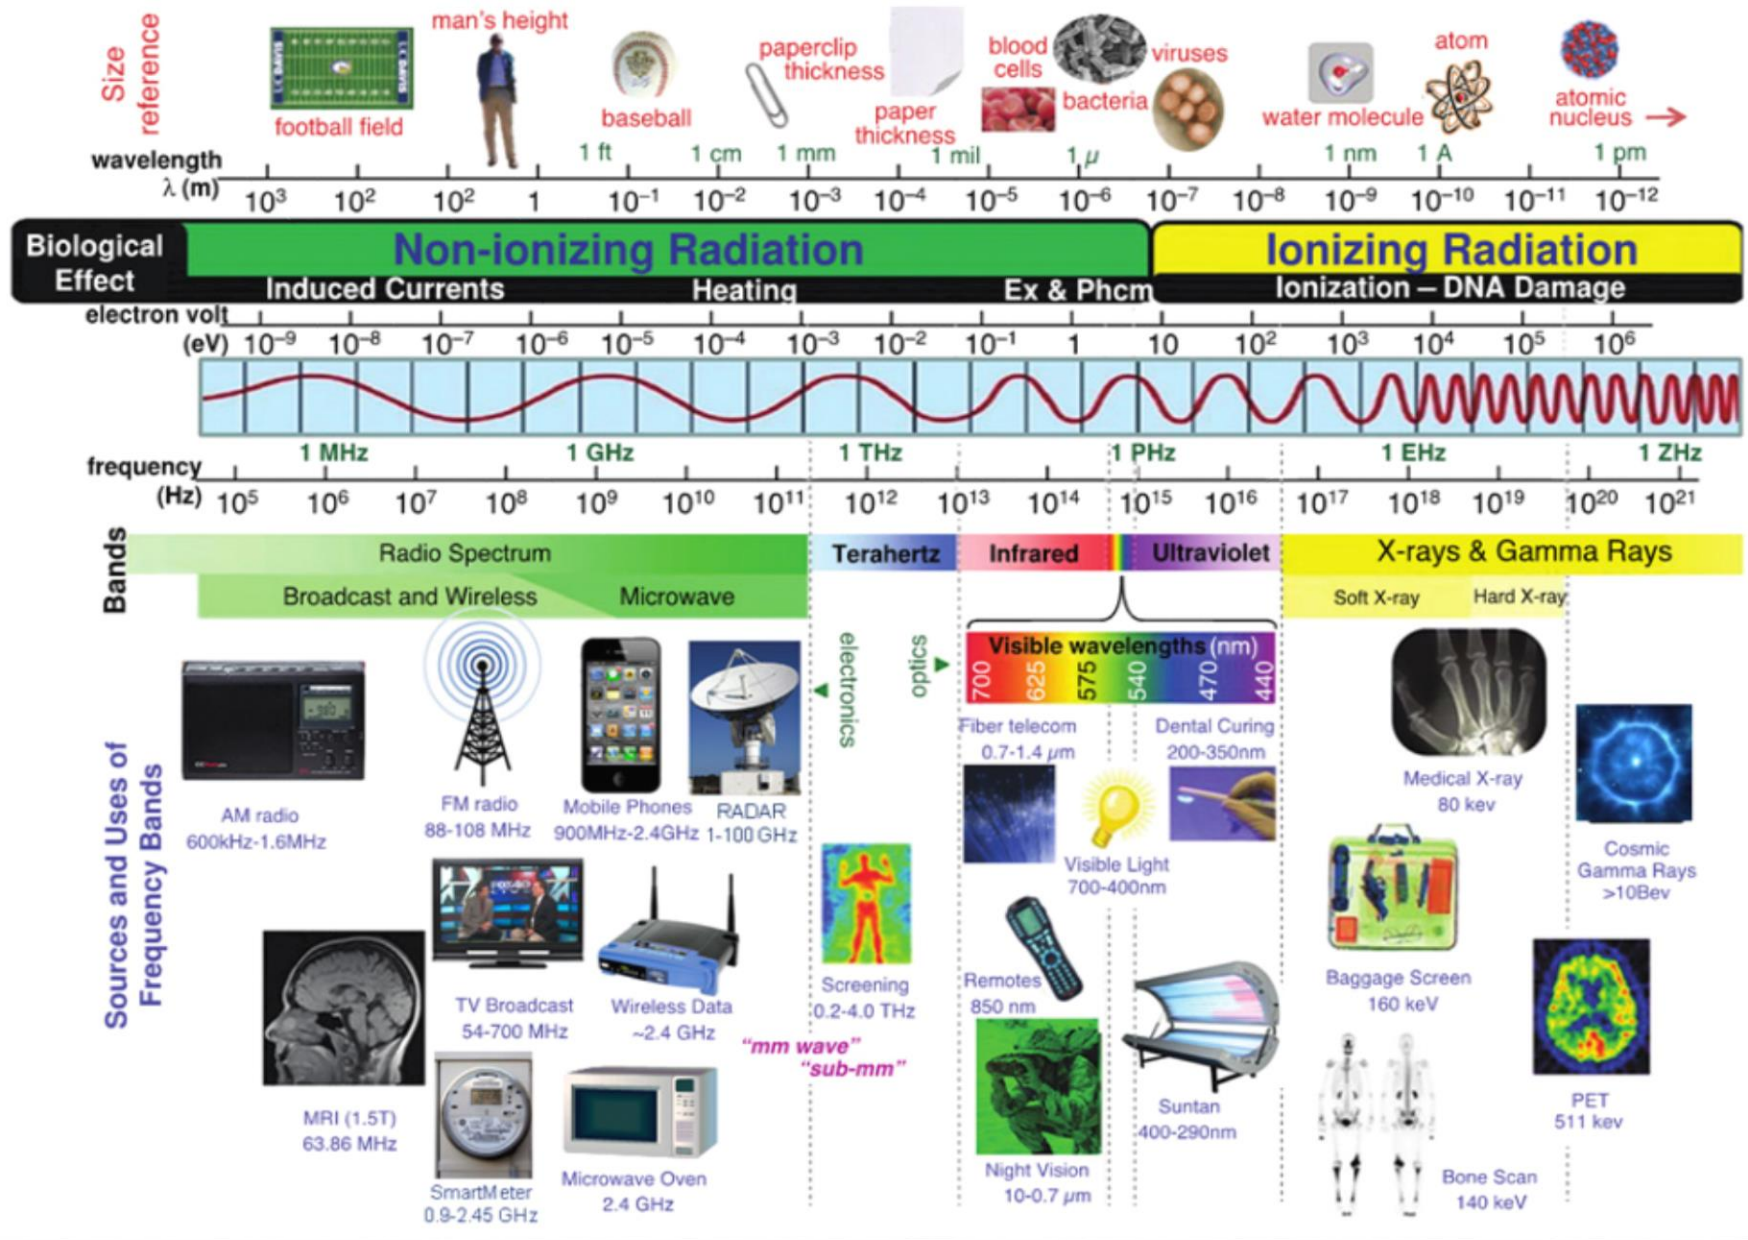 Size reference
football field
man's height
baseball
paperclip thickness
paper thickness
blood cells
bacteria
viruses
water molecule
atom
atomic nucleus
wavelength λ (m)
1 ft 1 cm 1 mm 1 mil 1 µ 1 nm 1 A 1 pm
10³ 10² 10² 1 10⁻¹ 10⁻² 10⁻³ 10⁻⁴ 10⁻⁵ 10⁻⁶ 10⁻⁷ 10⁻⁸ 10⁻⁹ 10⁻¹⁰ 10⁻¹¹ 10⁻¹²
Biological Effect
Non-ionizing Radiation
Ionizing Radiation
Induced Currents Heating Ex & Phcm Ionization – DNA Damage
electron volt (eV)
10⁻⁹ 10⁻⁸ 10⁻⁷ 10⁻⁶ 10⁻⁵ 10⁻⁴ 10⁻³ 10⁻² 10⁻¹ 1 10 10² 10³ 10⁴ 10⁵ 10⁶
1 MHz 1 GHz 1 THz 1 PHz 1 EHz 1 ZHz
frequency (Hz)
10⁵ 10⁶ 10⁷ 10⁸ 10⁹ 10¹⁰ 10¹¹ 10¹² 10¹³ 10¹⁴ 10¹⁵ 10¹⁶ 10¹⁷ 10¹⁸ 10¹⁹ 10²⁰ 10²¹
Bands
Radio Spectrum
Terahertz
Infrared
Ultraviolet
X-rays & Gamma Rays
Broadcast and Wireless
Microwave
Soft X-ray
Hard X-ray
electronics
optics
Visible wavelengths (nm)
700 625 575 540 470 440
Sources and Uses of Frequency Bands
AM radio
600kHz-1.6MHz
FM radio
88-108 MHz
Mobile Phones
900MHz-2.4GHz
RADAR
1-100 GHz
Fiber telecom
0.7-1.4 µm
Dental Curing
200-350nm
Visible Light
700-400nm
Medical X-ray
80 kev
Cosmic
Gamma Rays
>10Bev
TV Broadcast
54-700 MHz
Wireless Data
~2.4 GHz
Screening
0.2-4.0 THz
"mm wave"
"sub-mm"
Remotes
850 nm
Baggage Screen
160 keV
MRI (1.5T)
63.86 MHz
SmartMeter
0.9-2.45 GHz
Microwave Oven
2.4 GHz
Night Vision
10-0.7 µm
Suntan
400-290nm
Bone Scan
140 keV
PET
511 kev